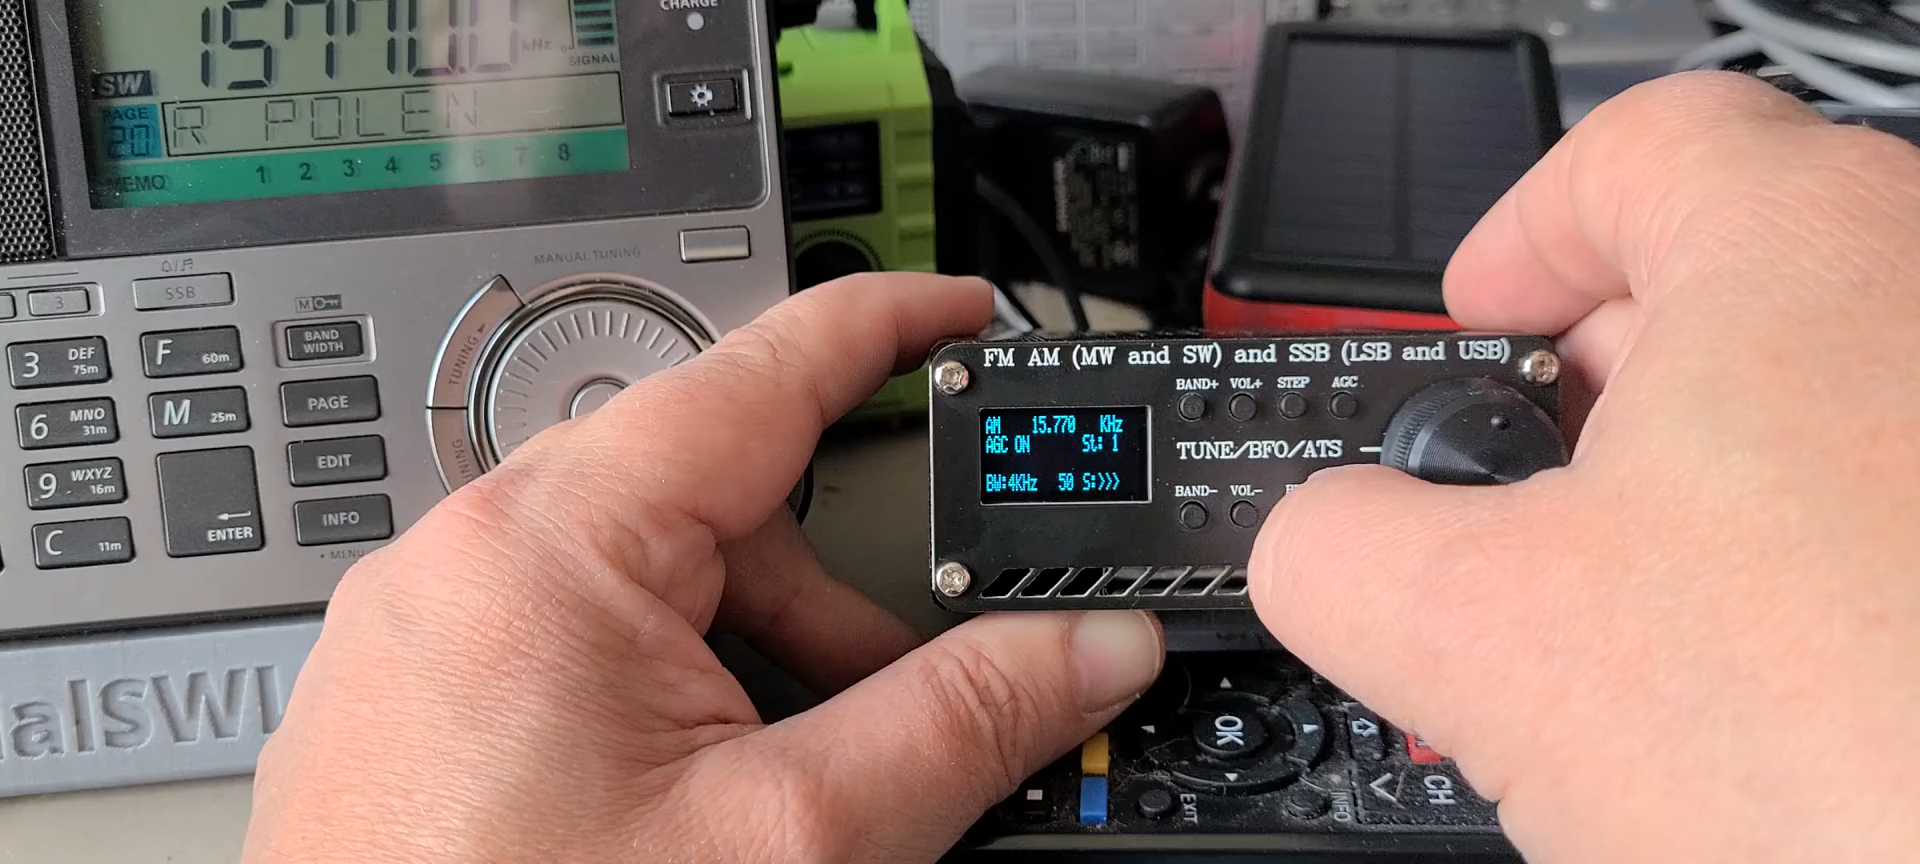 15770.0 kHz
SIGNAL
SW
PAGE
20
R POLEN
MEMO 1 2 3 4 5 6 7 8
CHARGE
MANUAL TUNING
TUNING
3
SSB
M
BAND WIDTH
3 DEF 75m
F 60m
PAGE
6 MNO 31m
M 25m
EDIT
9 WXYZ 16m
ENTER
INFO
• MENU
C 11m
alSWL
FM AM (MW and SW) and SSB (LSB and USB)
BAND+ VOL+ STEP AGC
AM 15.770 KHz
AGC ON St: 1
BW:4KHz 50 S:>>>
TUNE/BFO/ATS
BAND- VOL-
OK
EXIT
INFO
CH